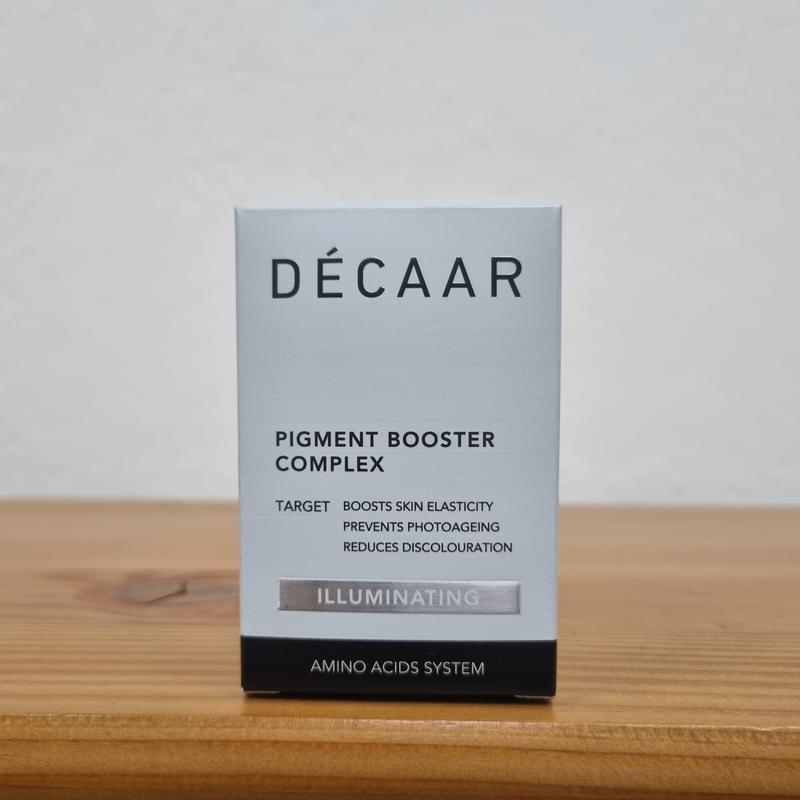 DÉCAAR
PIGMENT BOOSTER
COMPLEX
TARGET BOOSTS SKIN ELASTICITY
PREVENTS PHOTOAGEING
REDUCES DISCOLOURATION
ILLUMINATING
AMINO ACIDS SYSTEM